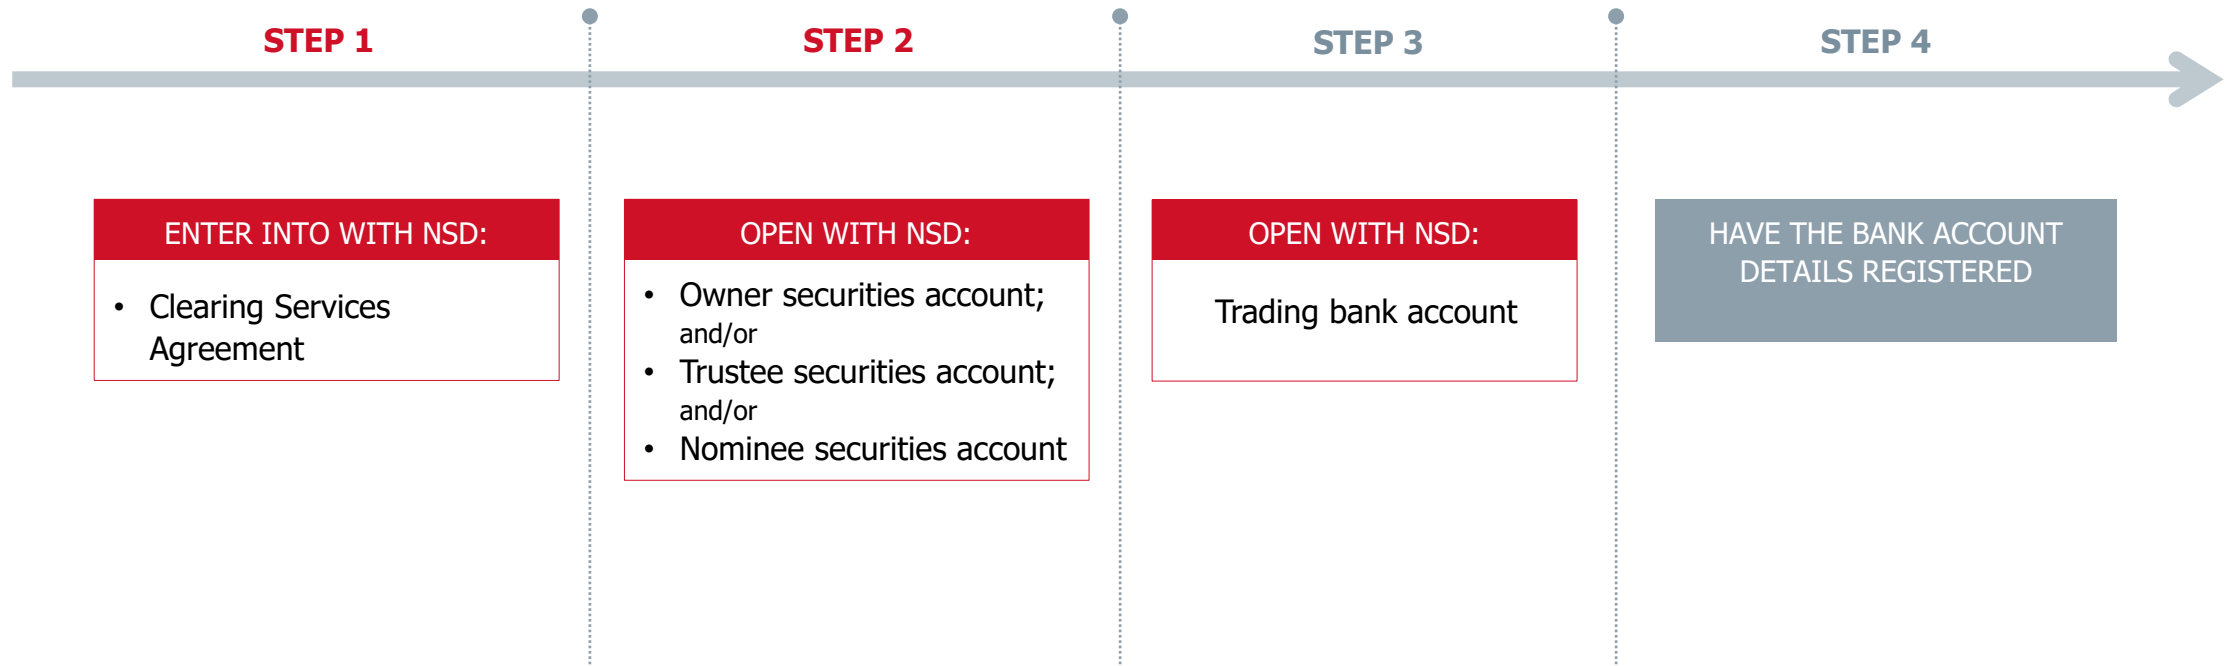 STEP 1
STEP 2
STEP 3
STEP 4
ENTER INTO WITH NSD:
• Clearing Services
Agreement
OPEN WITH NSD:
• Owner securities account;
and/or
• Trustee securities account;
and/or
• Nominee securities account
OPEN WITH NSD:
Trading bank account
HAVE THE BANK ACCOUNT
DETAILS REGISTERED